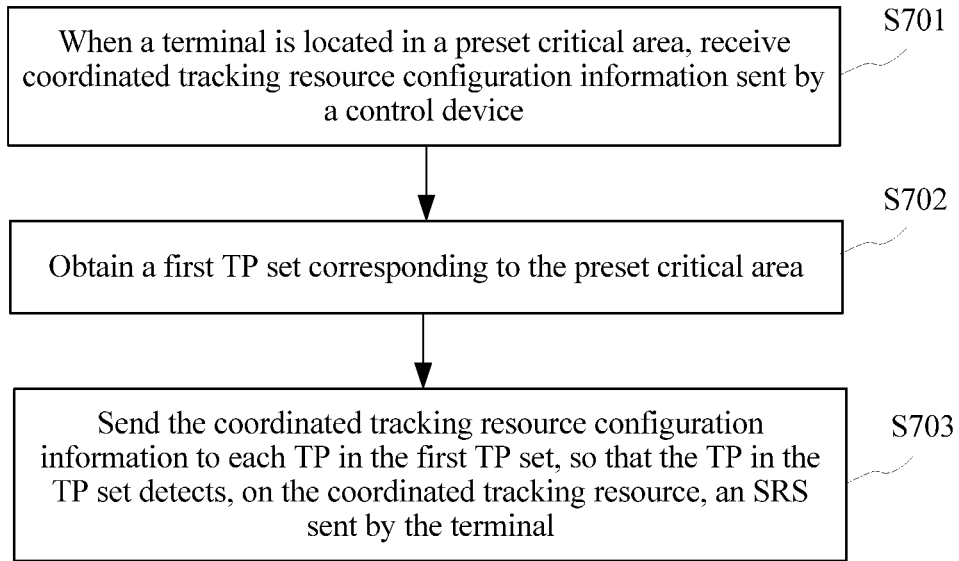 S701
When a terminal is located in a preset critical area, receive
coordinated tracking resource configuration information sent by
a control device
S702
Obtain a first TP set corresponding to the preset critical area
S703
Send the coordinated tracking resource configuration
information to each TP in the first TP set, so that the TP in the
TP set detects, on the coordinated tracking resource, an SRS
sent by the terminal